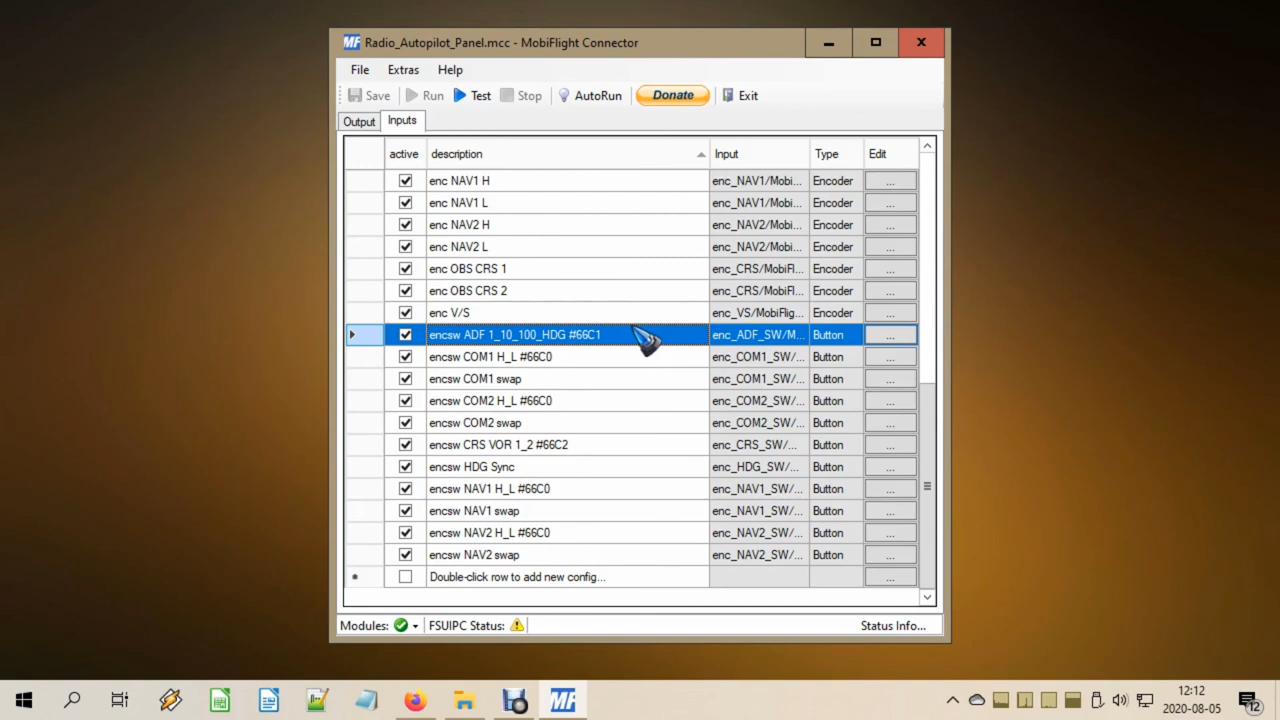 MF Radio_Autopilot_Panel.mcc - MobiFlight Connector
File Extras Help
Save Run Test Stop AutoRun Donate Exit
Output Inputs
active description Input Type Edit
enc NAV1 H enc_NAV1/Mobi... Encoder ...
enc NAV1 L enc_NAV1/Mobi... Encoder ...
enc NAV2 H enc_NAV2/Mobi... Encoder ...
enc NAV2 L enc_NAV2/Mobi... Encoder ...
enc OBS CRS 1 enc_CRS/MobiFl... Encoder ...
enc OBS CRS 2 enc_CRS/MobiFl... Encoder ...
enc V/S enc_VS/MobiFlig... Encoder ...
encsw ADF 1_10_100_HDG #66C1 enc_ADF_SW/M... Button ...
encsw COM1 H_L #66C0 enc_COM1_SW/... Button ...
encsw COM1 swap enc_COM1_SW/... Button ...
encsw COM2 H_L #66C0 enc_COM2_SW/... Button ...
encsw COM2 swap enc_COM2_SW/... Button ...
encsw CRS VOR 1_2 #66C2 enc_CRS_SW/... Button ...
encsw HDG Sync enc_HDG_SW/... Button ...
encsw NAV1 H_L #66C0 enc_NAV1_SW/... Button ...
encsw NAV1 swap enc_NAV1_SW/... Button ...
encsw NAV2 H_L #66C0 enc_NAV2_SW/... Button ...
encsw NAV2 swap enc_NAV2_SW/... Button ...
Double-click row to add new config... ...
Modules: FSUIPC Status: Status Info...
MF 12:12
2020-08-05 12